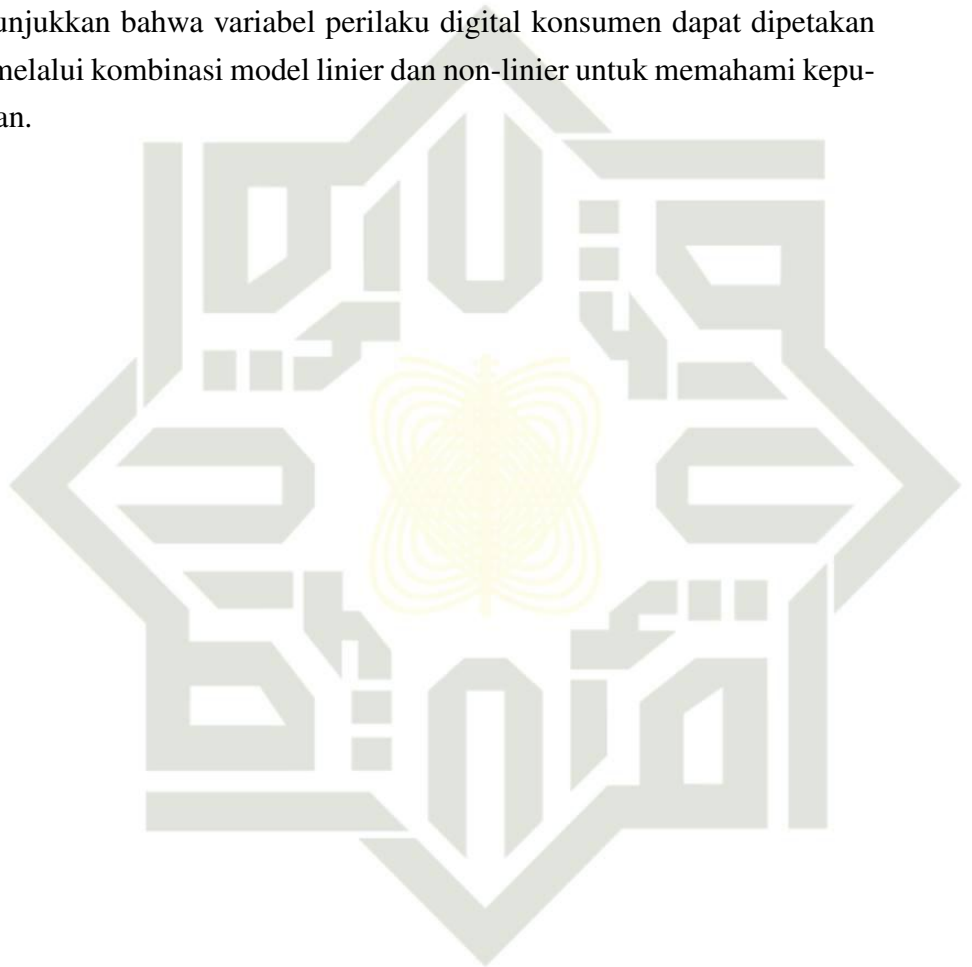 unjukkan bahwa variabel perilaku digital konsumen dapat dipetakan
melalui kombinasi model linier dan non-linier untuk memahami kepu-
an.